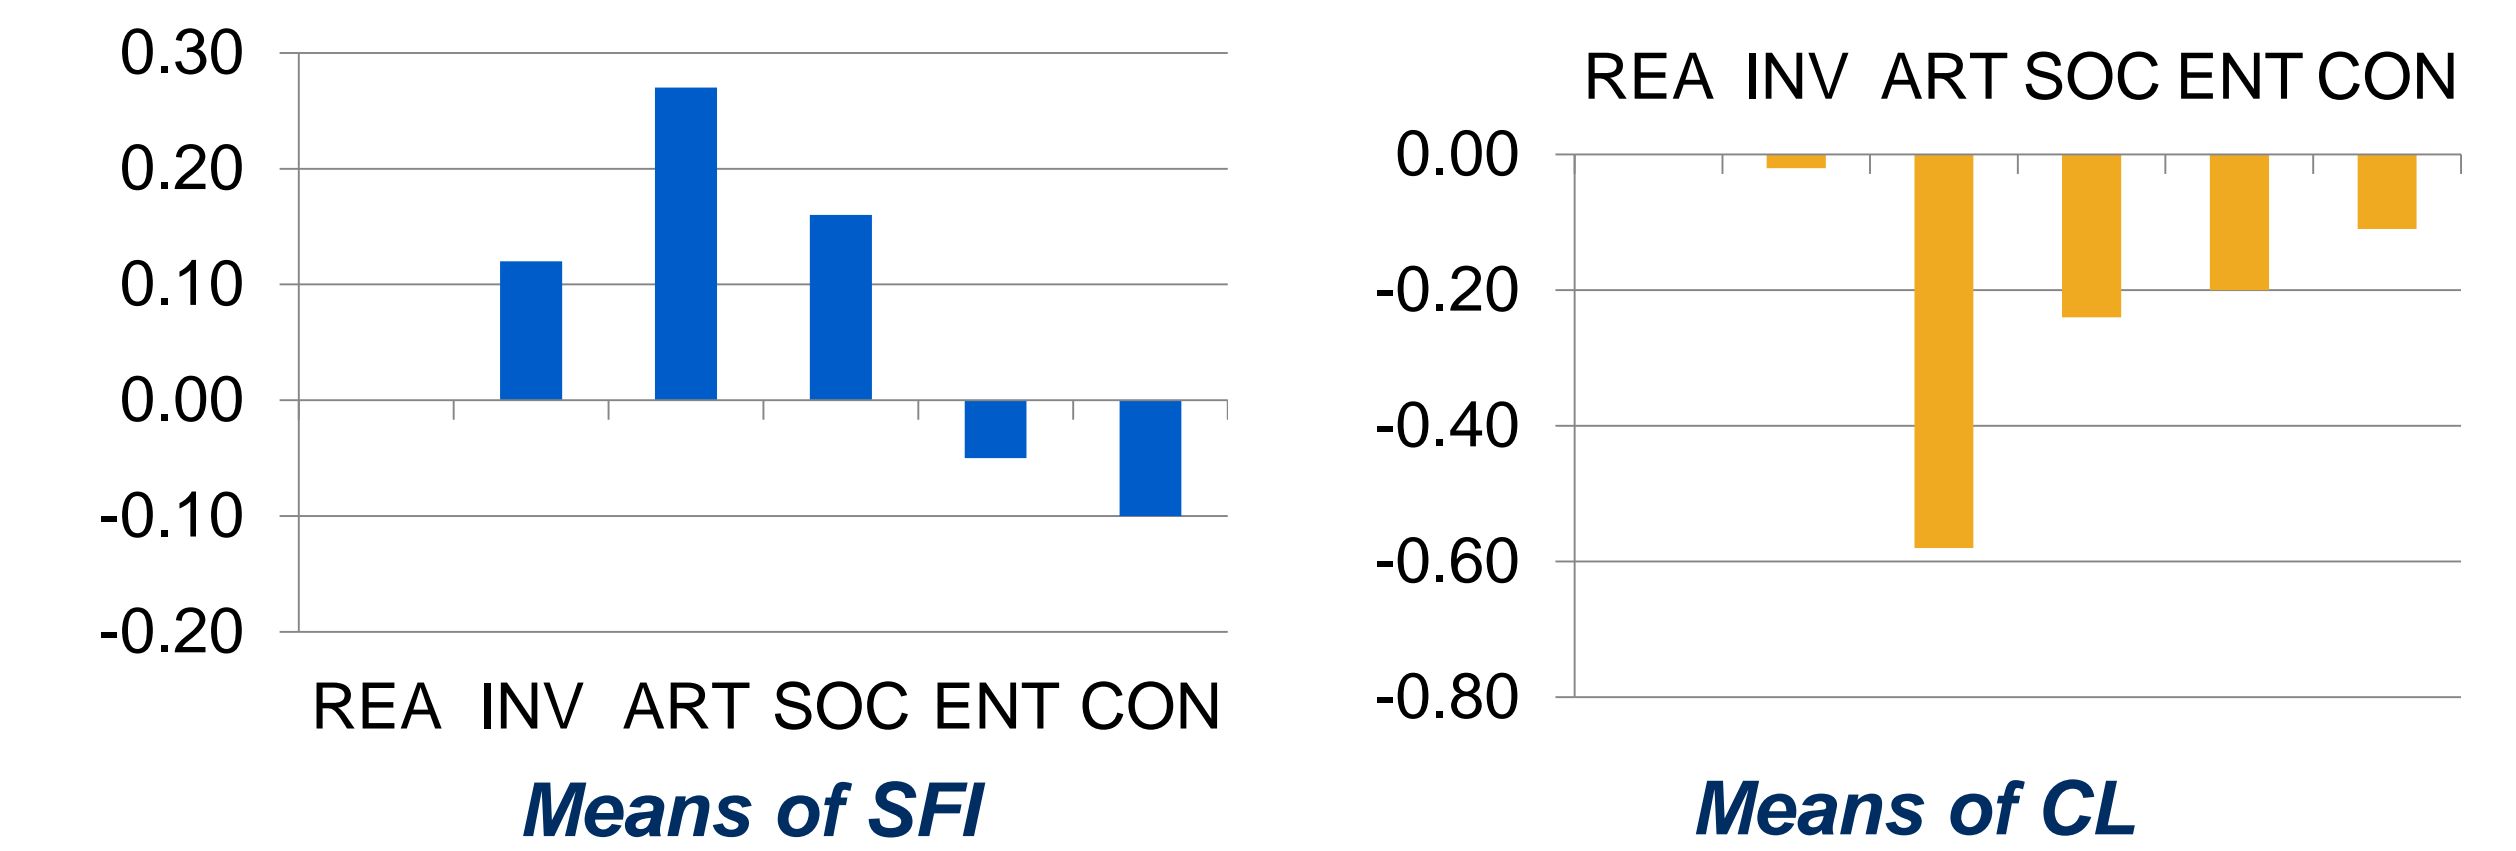 0.30
0.20
0.10
0.00
-0.10
-0.20
REA INV ART SOC ENT CON
Means of SFI
REA INV ART SOC ENT CON
0.00
-0.20
-0.40
-0.60
-0.80
Means of CL